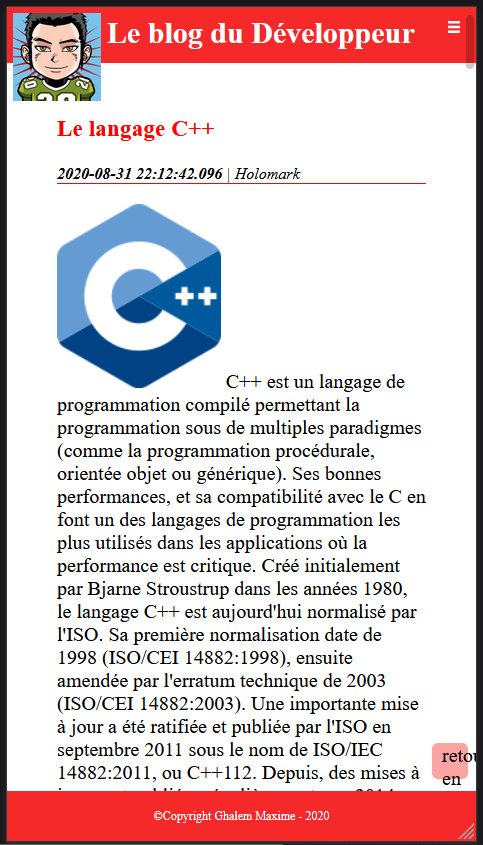 Le blog du Développeur
Le langage C++
2020-08-31 22:12:42.096 | Holomark
C++ est un langage de
programmation compilé permettant la
programmation sous de multiples paradigmes
(comme la programmation procédurale,
orientée objet ou générique). Ses bonnes
performances, et sa compatibilité avec le C en
font un des langages de programmation les
plus utilisés dans les applications où la
performance est critique. Créé initialement
par Bjarne Stroustrup dans les années 1980,
le langage C++ est aujourd'hui normalisé par
l'ISO. Sa première normalisation date de
1998 (ISO/CEI 14882:1998), ensuite
amendée par l'erratum technique de 2003
(ISO/CEI 14882:2003). Une importante mise
à jour a été ratifiée et publiée par l'ISO en
septembre 2011 sous le nom de ISO/IEC
14882:2011, ou C++112. Depuis, des mises à
en
©Copyright Ghalem Maxime - 2020